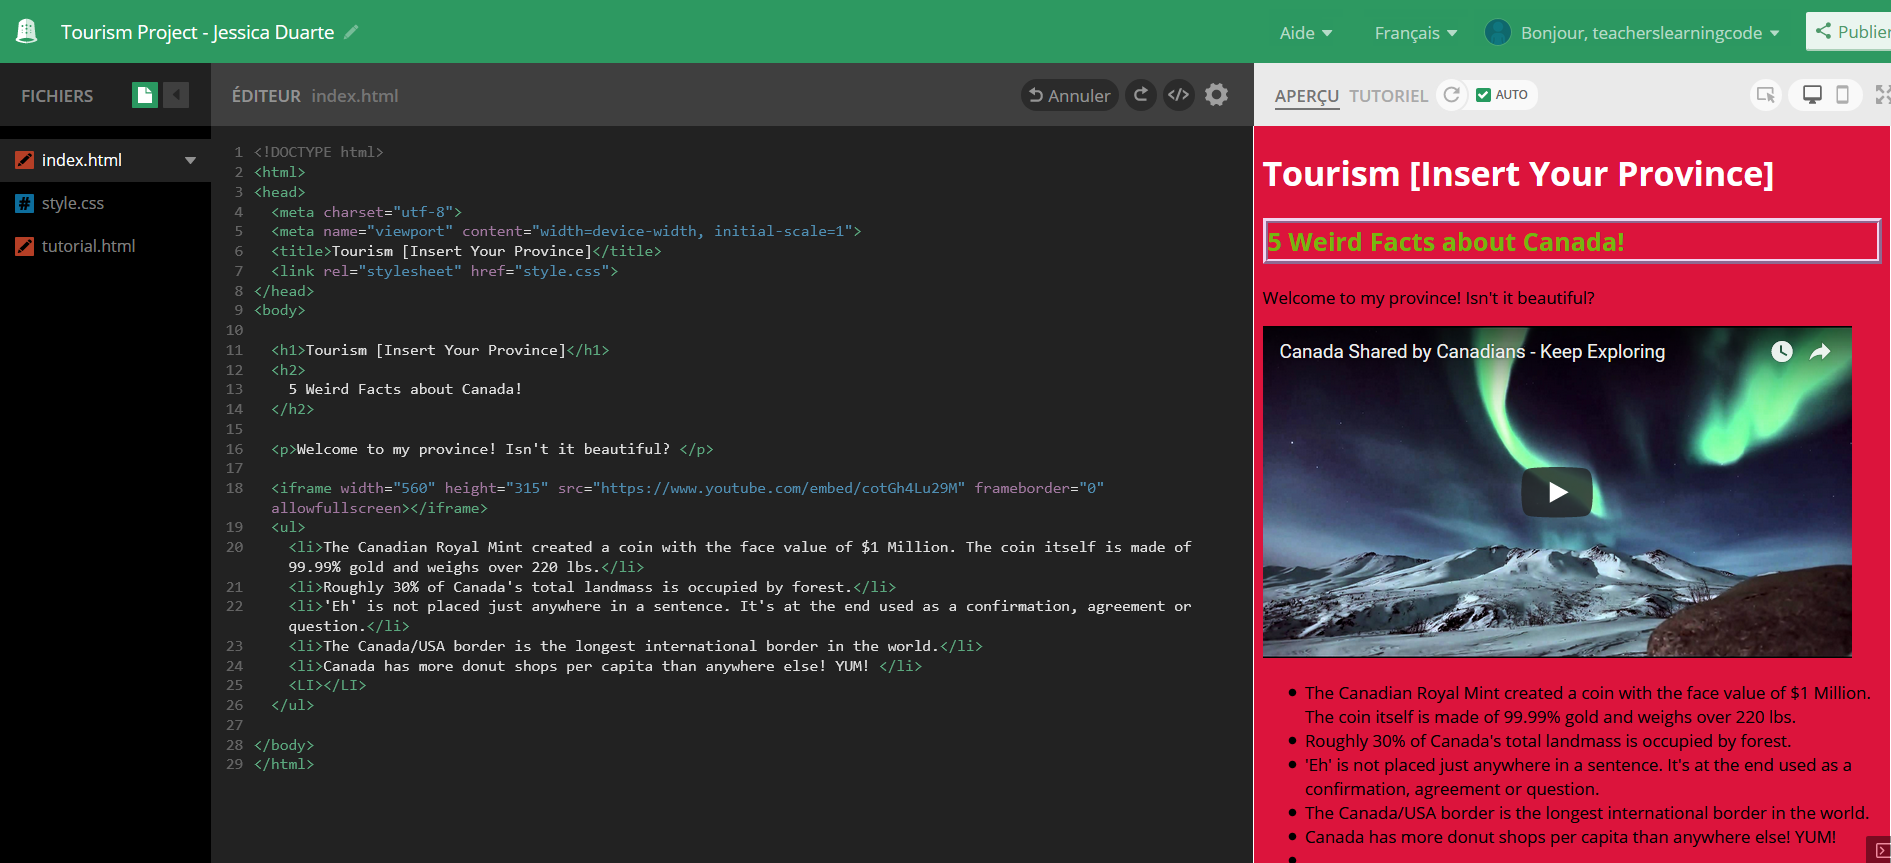 Tourism Project - Jessica Duarte
Aide
Français
Bonjour, teacherslearningcode
Publier
FICHIERS
ÉDITEUR index.html
Annuler
</>
APERÇU
TUTORIEL
AUTO
index.html
style.css
tutorial.html
1 <!DOCTYPE html>
2 <html>
3 <head>
4 <meta charset="utf-8">
5 <meta name="viewport" content="width=device-width, initial-scale=1">
6 <title>Tourism [Insert Your Province]</title>
7 <link rel="stylesheet" href="style.css">
8 </head>
9 <body>
10
11 <h1>Tourism [Insert Your Province]</h1>
12 <h2>
13 5 Weird Facts about Canada!
14 </h2>
15
16 <p>Welcome to my province! Isn't it beautiful? </p>
17
18 <iframe width="560" height="315" src="https://www.youtube.com/embed/cotGh4Lu29M" frameborder="0"
allowfullscreen></iframe>
19 <ul>
20 <li>The Canadian Royal Mint created a coin with the face value of $1 Million. The coin itself is made of
99.99% gold and weighs over 220 lbs.</li>
21 <li>Roughly 30% of Canada's total landmass is occupied by forest.</li>
22 <li>'Eh' is not placed just anywhere in a sentence. It's at the end used as a confirmation, agreement or
question.</li>
23 <li>The Canada/USA border is the longest international border in the world.</li>
24 <li>Canada has more donut shops per capita than anywhere else! YUM! </li>
25 <LI></LI>
26 </ul>
27
28 </body>
29 </html>
Tourism [Insert Your Province]
5 Weird Facts about Canada!
Welcome to my province! Isn't it beautiful?
Canada Shared by Canadians - Keep Exploring
The Canadian Royal Mint created a coin with the face value of $1 Million.
The coin itself is made of 99.99% gold and weighs over 220 lbs.
Roughly 30% of Canada's total landmass is occupied by forest.
'Eh' is not placed just anywhere in a sentence. It's at the end used as a
confirmation, agreement or question.
The Canada/USA border is the longest international border in the world.
Canada has more donut shops per capita than anywhere else! YUM!